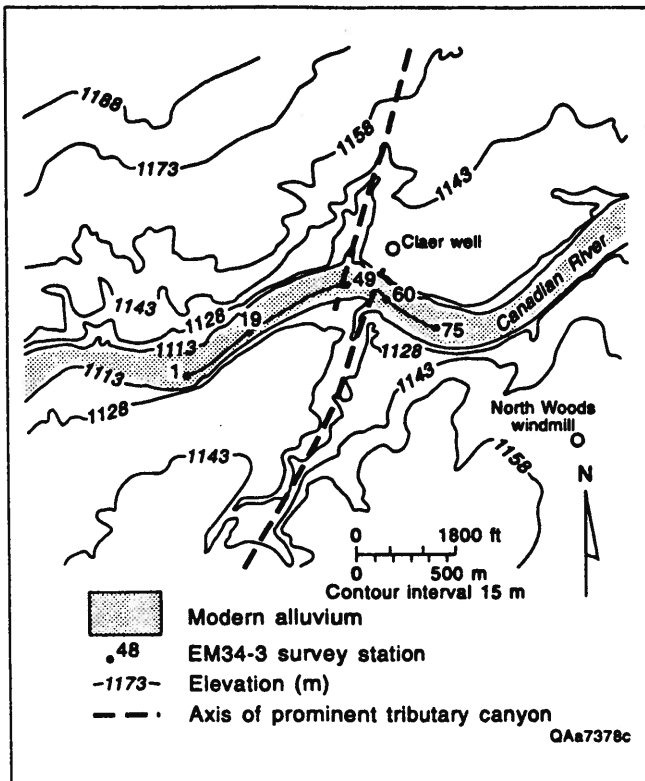 1188
1158
1173
1143
Claer well
Canadian River
49
60
1143
1128
19
75
1113
1128
1
1113
1143
1128
North Woods
windmill
1143
1158
N
0 1800 ft
0 500 m
Contour interval 15 m
Modern alluvium
48 EM34-3 survey station
-1173- Elevation (m)
Axis of prominent tributary canyon
QAa7378c